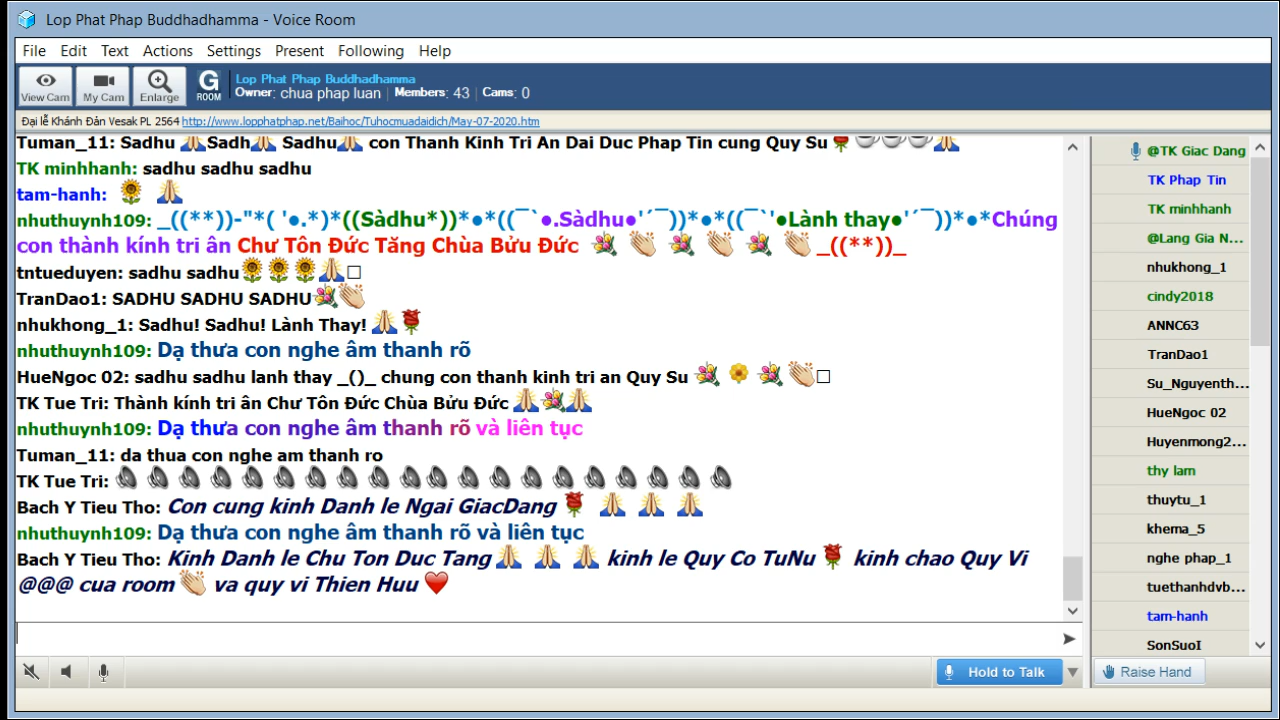 Lop Phat Phap Buddhadhamma - Voice Room
File Edit Text Actions Settings Present Following Help
View Cam My Cam Enlarge G ROOM
Lop Phat Phap Buddhadhamma
Owner: chua phap luan | Members: 43 | Cams: 0
Đại lễ Khánh Đản Vesak PL 2564 http://www.lopphatphap.net/Baihoc/Tuhocmuadaidich/May-07-2020.htm
Tuman_11: Sadhu 🙏Sadh🙏 Sadhu🙏 con Thanh Kinh Tri An Dai Duc Phap Tin cung Quy Su🌹☕☕☕🙏
TK minhhanh: sadhu sadhu sadhu
tam-hanh: 🌻 🙏
nhuthuynh109: _((**))-"*( '●.*)*((Sàdhu*))*●*((¯`●.Sàdhu●'´¯))*●*((¯`'●Lành thay●'´¯))*●*Chúng
con thành kính tri ân Chư Tôn Đức Tăng Chùa Bửu Đức 💐 👏 💐 👏 💐 👏 _((**))_
tntueduyen: sadhu sadhu🌻🌻🌻🙏□
TranDao1: SADHU SADHU SADHU💐👏
nhukhong_1: Sadhu! Sadhu! Lành Thay! 🙏🌹
nhuthuynh109: Dạ thưa con nghe âm thanh rõ
HueNgoc 02: sadhu sadhu lanh thay _()_ chung con thanh kinh tri an Quy Su 💐 🌼 💐 👏□
TK Tue Tri: Thành kính tri ân Chư Tôn Đức Chùa Bửu Đức 🙏💐🙏
nhuthuynh109: Dạ thưa con nghe âm thanh rõ và liên tục
Tuman_11: da thua con nghe am thanh ro
TK Tue Tri: 🔈 🔈 🔈 🔈 🔈 🔈 🔈 🔈 🔈 🔈 🔈 🔈 🔈 🔈 🔈 🔈 🔈 🔈 🔈 🔈
Bach Y Tieu Tho: Con cung kinh Danh le Ngai GiacDang 🌹 🙏 🙏 🙏
nhuthuynh109: Dạ thưa con nghe âm thanh rõ và liên tục
Bach Y Tieu Tho: Kinh Danh le Chu Ton Duc Tang 🙏 🙏 🙏 kinh le Quy Co TuNu 🌹 kinh chao Quy Vi
@@@ cua room 👏 va quy vi Thien Huu ❤️
@TK Giac Dang
TK Phap Tin
TK minhhanh
@Lang Gia N...
nhukhong_1
cindy2018
ANNC63
TranDao1
Su_Nguyenth...
HueNgoc 02
Huyenmong2...
thy lam
thuytu_1
khema_5
nghe phap_1
tuethanhdvb...
tam-hanh
SonSuoI
Hold to Talk
Raise Hand